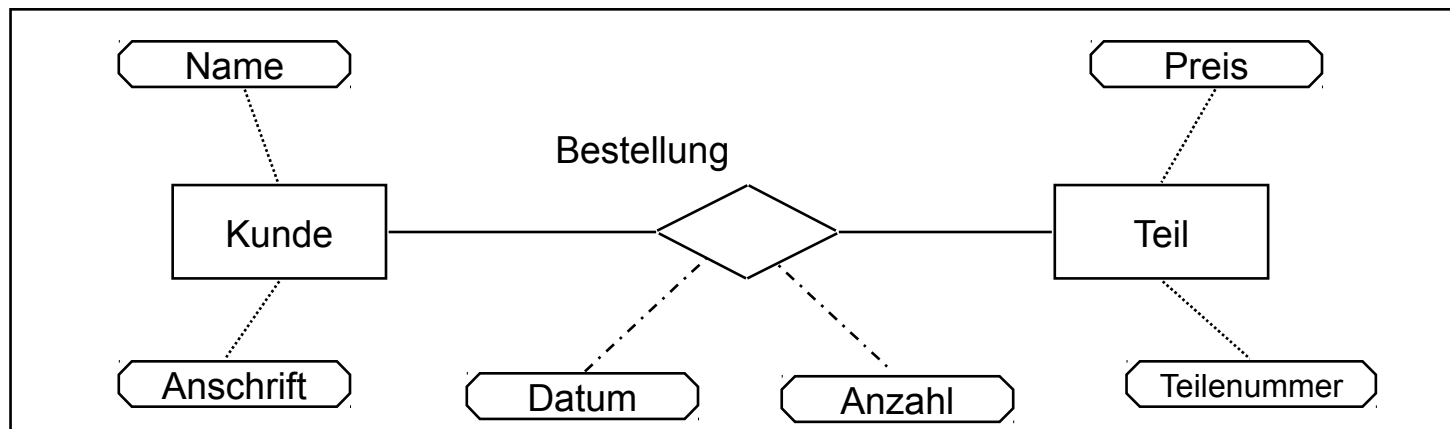 Name
Preis
Bestellung
Kunde
Teil
Anschrift
Datum
Anzahl
Teilenummer